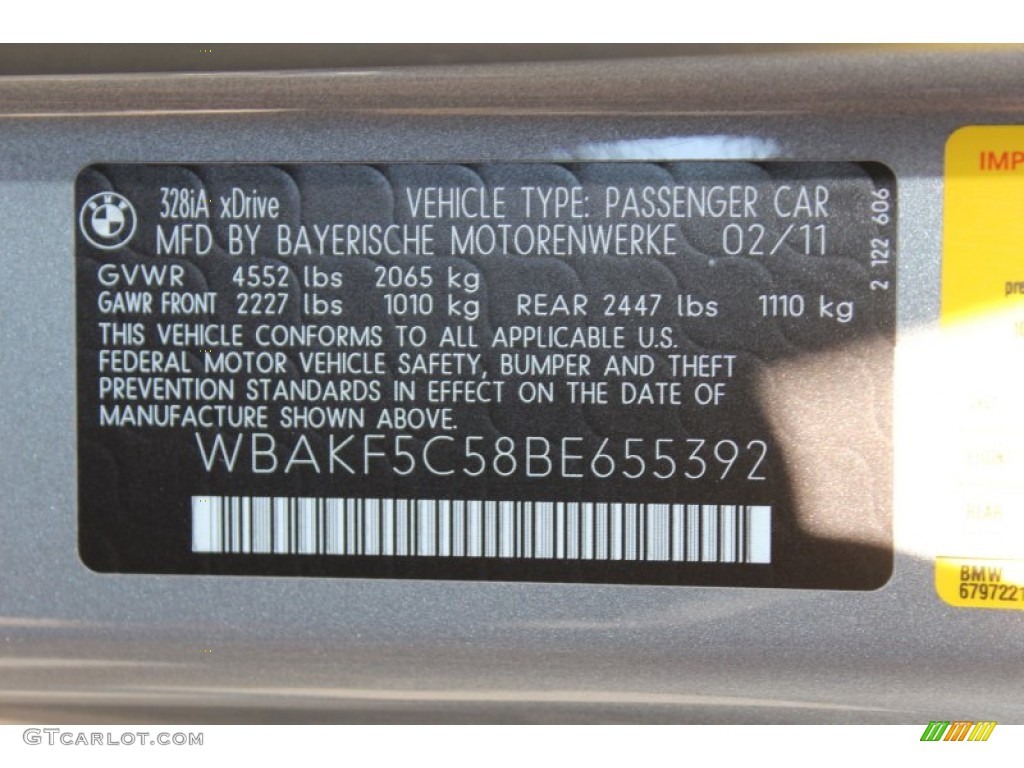 328iA xDrive VEHICLE TYPE: PASSENGER CAR
MFD BY BAYERISCHE MOTORENWERKE 02/11
GVWR 4552 lbs 2065 kg
GAWR FRONT 2227 lbs 1010 kg REAR 2447 lbs 1110 kg
THIS VEHICLE CONFORMS TO ALL APPLICABLE U.S.
FEDERAL MOTOR VEHICLE SAFETY, BUMPER AND THEFT
PREVENTION STANDARDS IN EFFECT ON THE DATE OF
MANUFACTURE SHOWN ABOVE.
WBAKF5C58BE655392
2 122 606
IMP
pre
REAR
BMW
6797221
GTCARLOT.COM